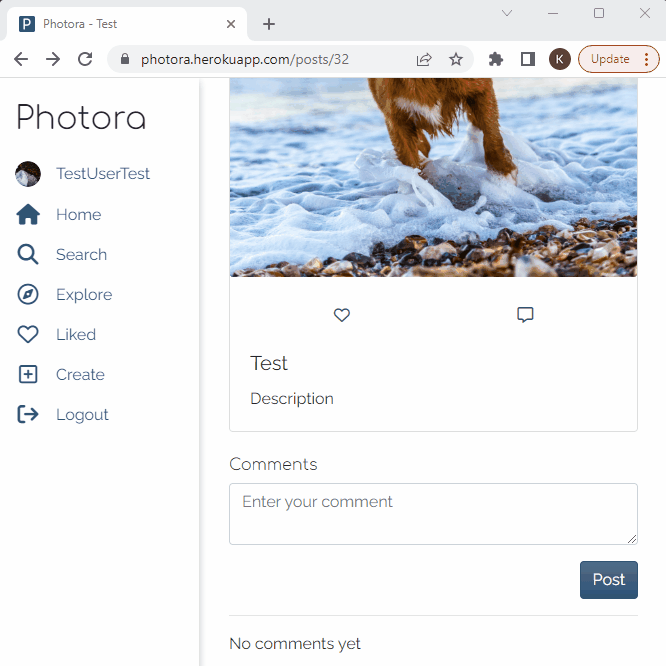 P Photora - Test
photora.herokuapp.com/posts/32
K
Update
Photora
TestUserTest
Home
Search
Explore
Liked
Create
Logout
Test
Description
Comments
Enter your comment
Post
No comments yet